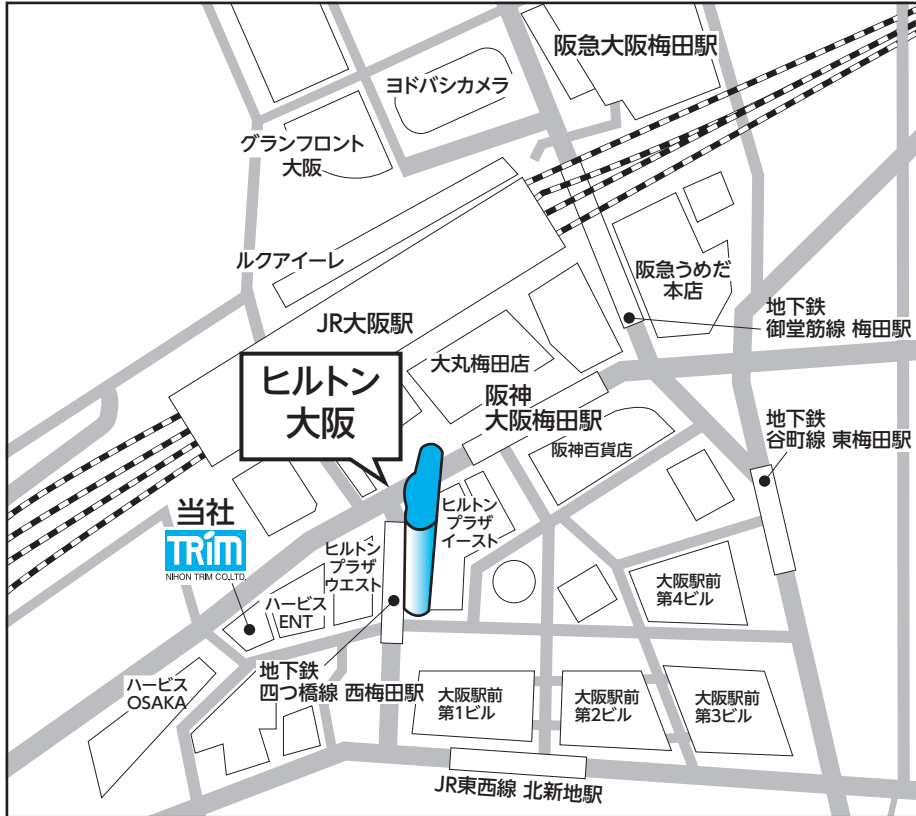 阪急大阪梅田駅
ヨドバシカメラ
グランフロント
大阪
ルクアイーレ
阪急うめだ
本店
地下鉄
御堂筋線 梅田駅
JR大阪駅
大丸梅田店
ヒルトン
大阪
阪神
大阪梅田駅
阪神百貨店
地下鉄
谷町線 東梅田駅
当社
TRIM
NIHON TRIM CO.,LTD.
ヒルトン
プラザ
イースト
ヒルトン
プラザ
ウエスト
ハービス
ENT
大阪駅前
第4ビル
地下鉄
四つ橋線 西梅田駅
ハービス
OSAKA
大阪駅前
第1ビル
大阪駅前
第2ビル
大阪駅前
第3ビル
JR東西線 北新地駅